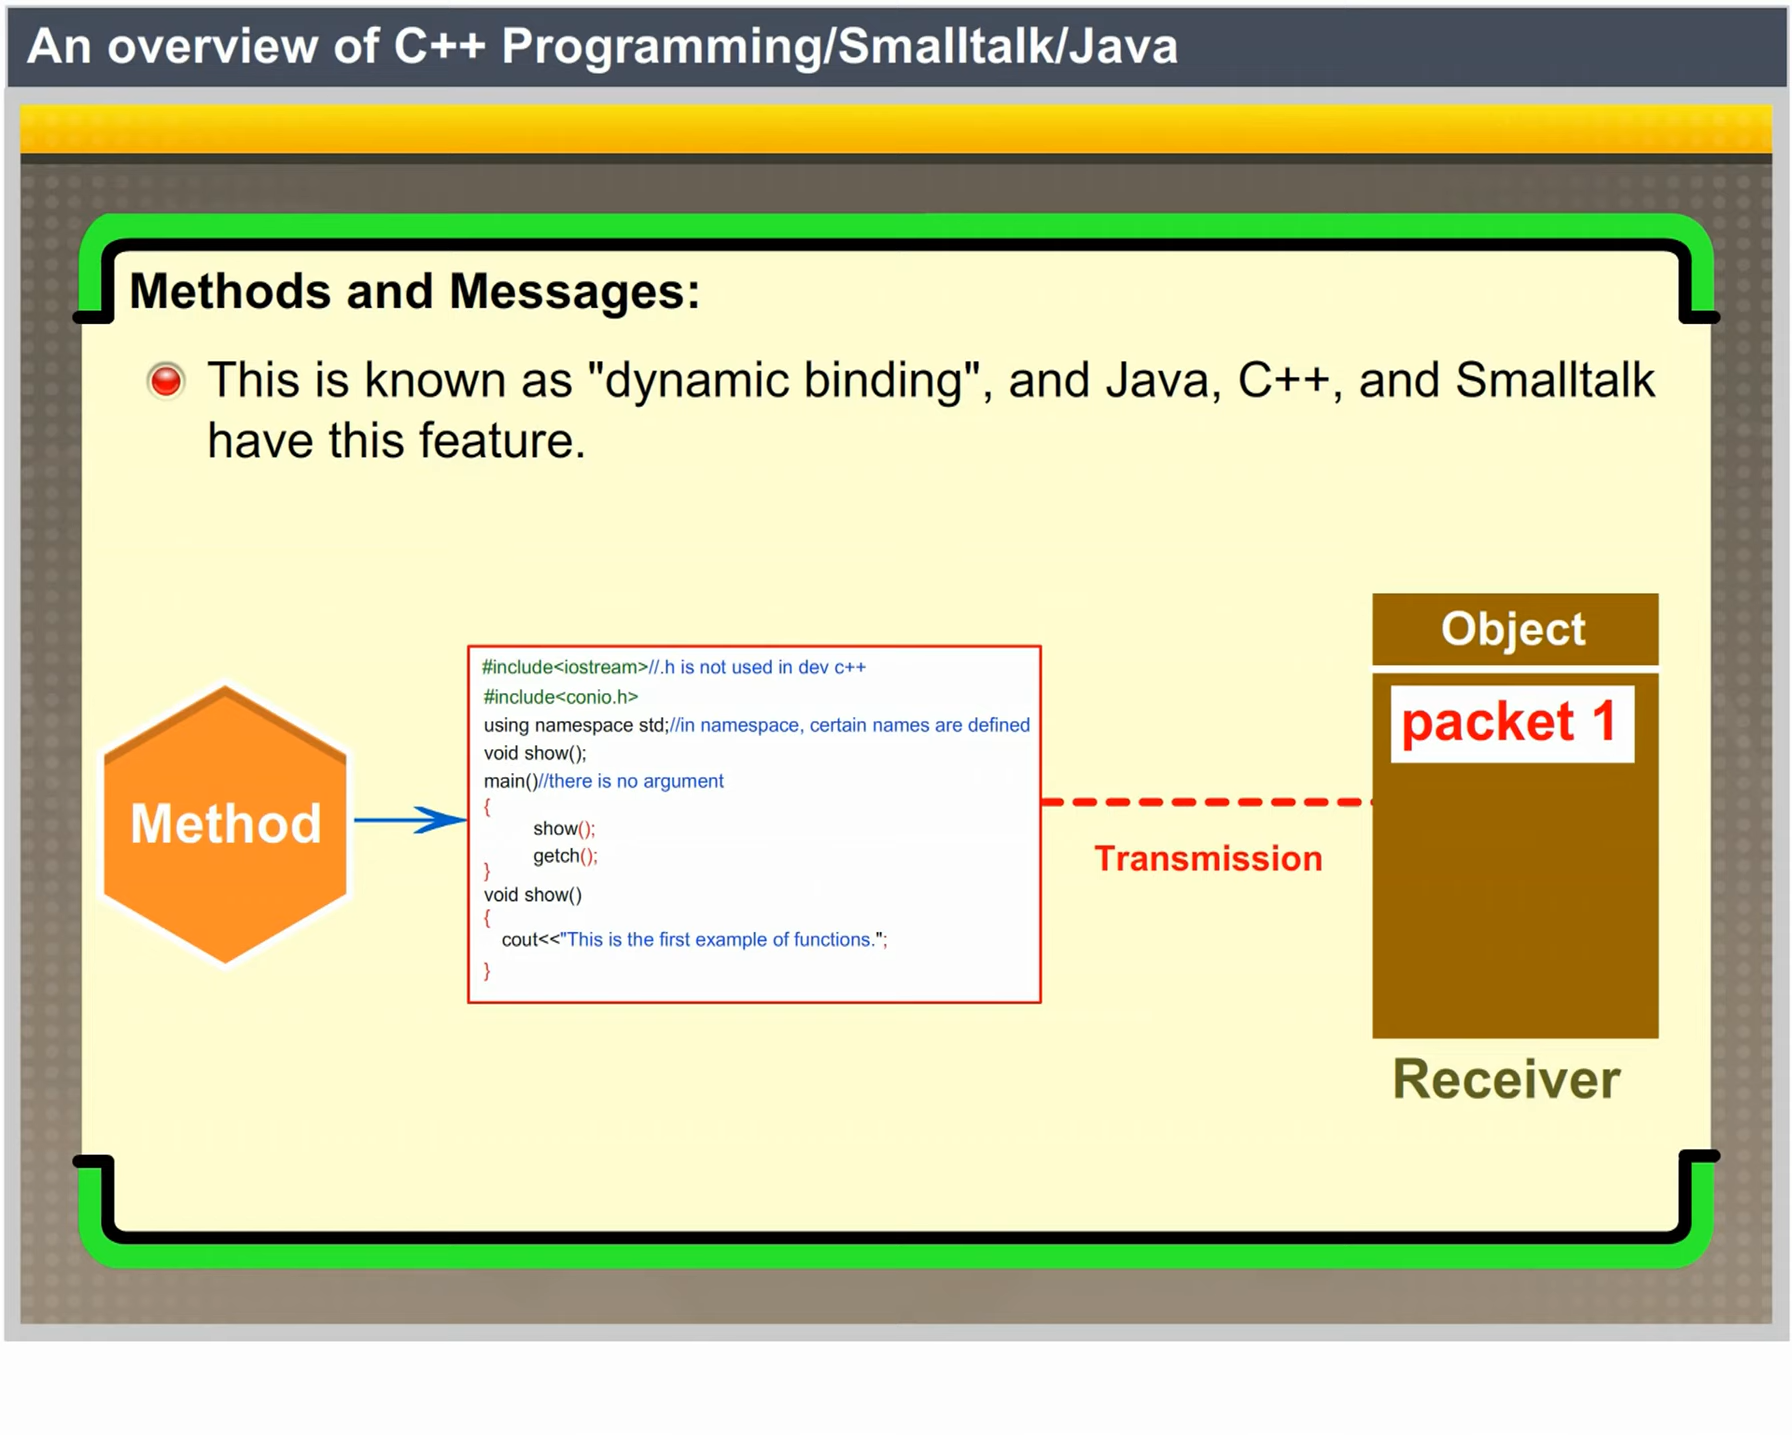 An overview of C++ Programming/Smalltalk/Java
Methods and Messages:
This is known as "dynamic binding", and Java, C++, and Smalltalk
have this feature.
Method
#include<iostream>//.h is not used in dev c++
#include<conio.h>
using namespace std;//in namespace, certain names are defined
void show();
main()//there is no argument
{
show();
getch();
}
void show()
{
cout<<"This is the first example of functions.";
}
Transmission
Object
packet 1
Receiver